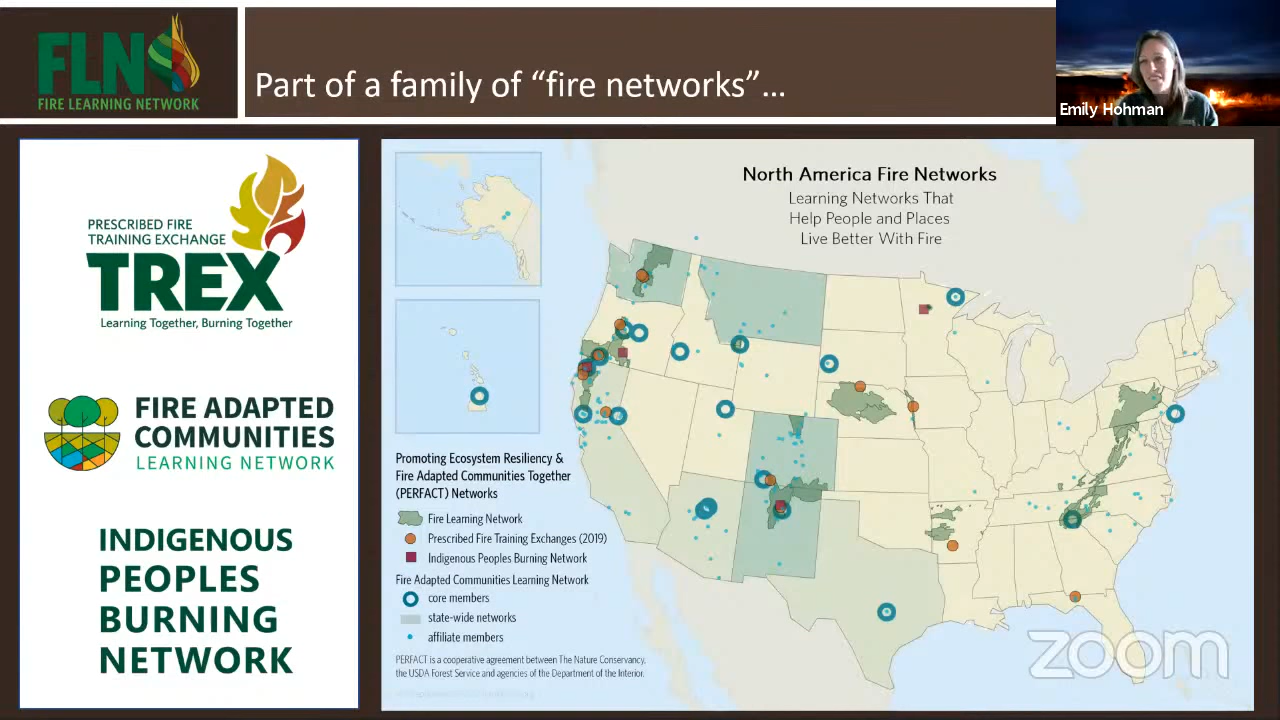 FLN
FIRE LEARNING NETWORK
Part of a family of “fire networks”…
Emily Hohman
PRESCRIBED FIRE
TRAINING EXCHANGE
TREX
Learning Together, Burning Together
FIRE ADAPTED
COMMUNITIES
LEARNING NETWORK
INDIGENOUS
PEOPLES
BURNING
NETWORK
North America Fire Networks
Learning Networks That
Help People and Places
Live Better With Fire
Promoting Ecosystem Resiliency &
Fire Adapted Communities Together
(PERFACT) Networks
Fire Learning Network
Prescribed Fire Training Exchanges (2019)
Indigenous Peoples Burning Network
Fire Adapted Communities Learning Network
core members
state-wide networks
affiliate members
PERFACT is a cooperative agreement between The Nature Conservancy,
the USDA Forest Service and agencies of the Department of the Interior.
zoom